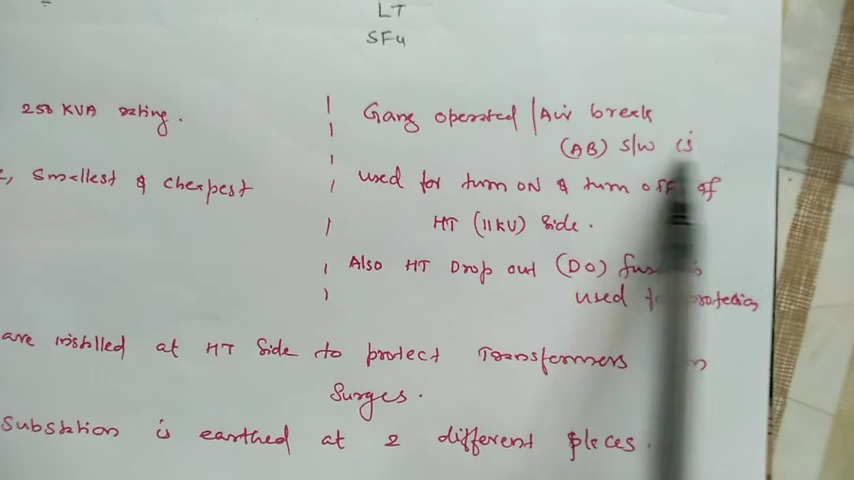 LT
SFU
250 KVA rating.
smallest & cheapest
Gang operated / Air break
(AB) s/w is
used for turn ON & turn off of
HT (11KV) Side.
Also HT Drop out (DO)
used protection
are installed at HT Side to protect Transformers
Surges.
Substation is earthed at 2 different places.